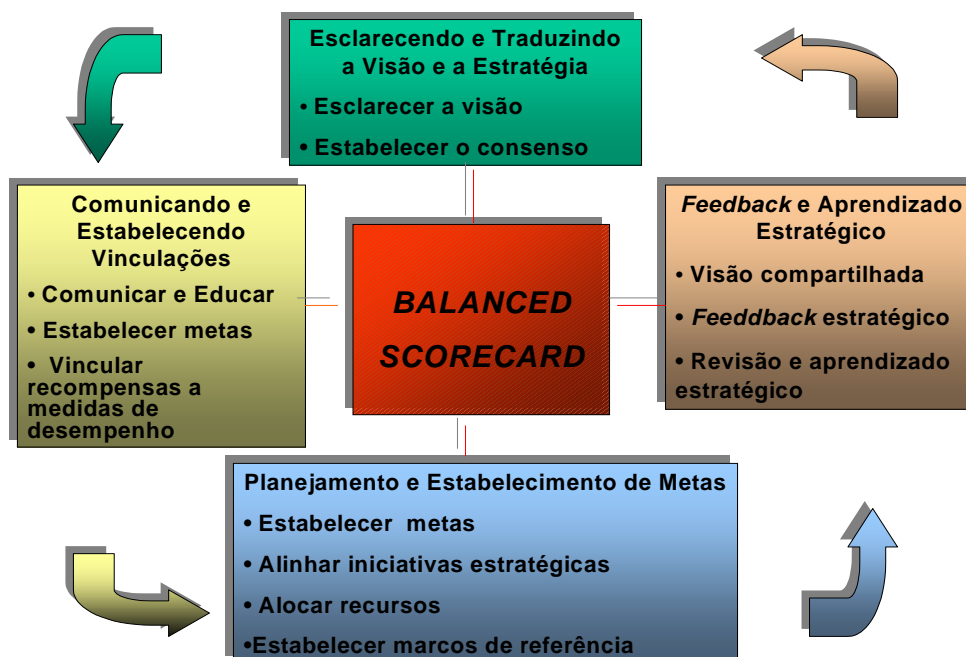 Esclarecendo e Traduzindo
a Visão e a Estratégia
• Esclarecer a visão
• Estabelecer o consenso
Comunicando e
Estabelecendo
Vinculações
• Comunicar e Educar
• Estabelecer metas
• Vincular
recompensas a
medidas de
desempenho
BALANCED
SCORECARD
Feedback e Aprendizado
Estratégico
• Visão compartilhada
• Feeddback estratégico
• Revisão e aprendizado
estratégico
Planejamento e Estabelecimento de Metas
• Estabelecer metas
• Alinhar iniciativas estratégicas
• Alocar recursos
•Estabelecer marcos de referência